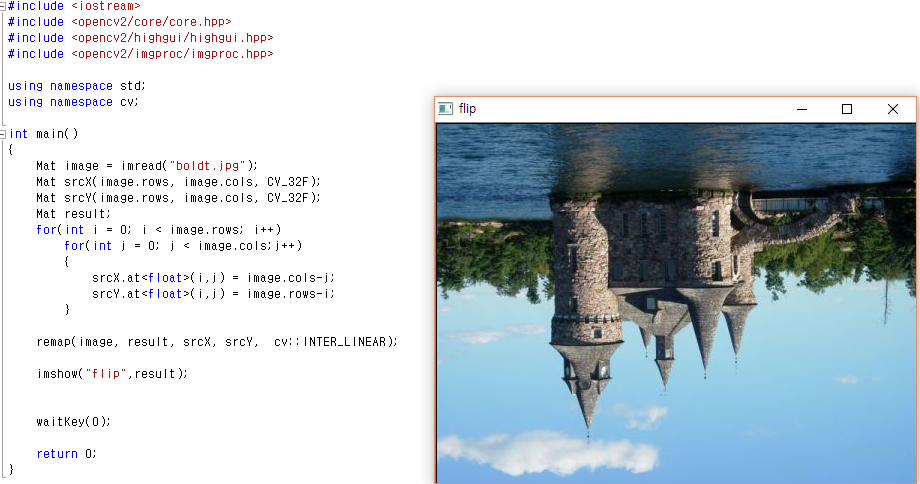 #include <iostream>
#include <opencv2/core/core.hpp>
#include <opencv2/highgui/highgui.hpp>
#include <opencv2/imgproc/imgproc.hpp>
using namespace std;
using namespace cv;
int main()
{
Mat image = imread("boldt.jpg");
Mat srcX(image.rows, image.cols, CV_32F);
Mat srcY(image.rows, image.cols, CV_32F);
Mat result;
for(int i = 0; i < image.rows; i++)
for(int j = 0; j < image.cols;j++)
{
srcX.at<float>(i,j) = image.cols-j;
srcY.at<float>(i,j) = image.rows-i;
}
remap(image, result, srcX, srcY,  cv::INTER_LINEAR);
imshow("flip",result);
waitKey(0);
return 0;
}
flip